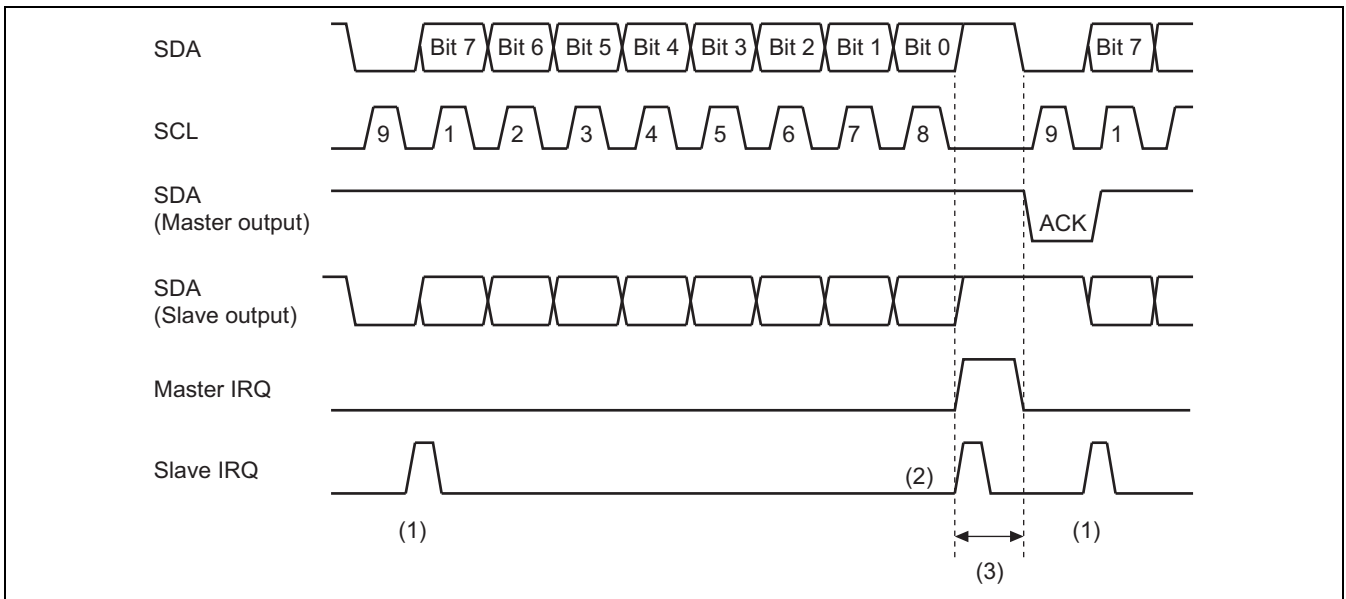 SDA
Bit 7 Bit 6 Bit 5 Bit 4 Bit 3 Bit 2 Bit 1 Bit 0 Bit 7
SCL
9 1 2 3 4 5 6 7 8 9 1
SDA
(Master output)
ACK
SDA
(Slave output)
Master IRQ
Slave IRQ
(2)
(1) (1)
(3)